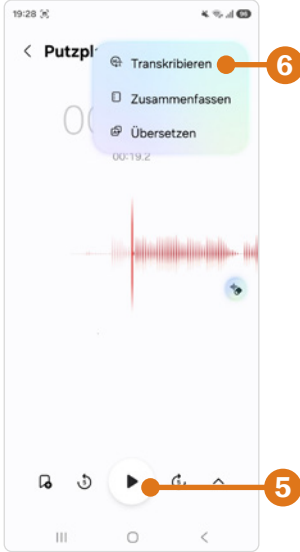 19:28
Putzpl
Transkribieren
6
Zusammenfassen
Übersetzen
00:19.2
5